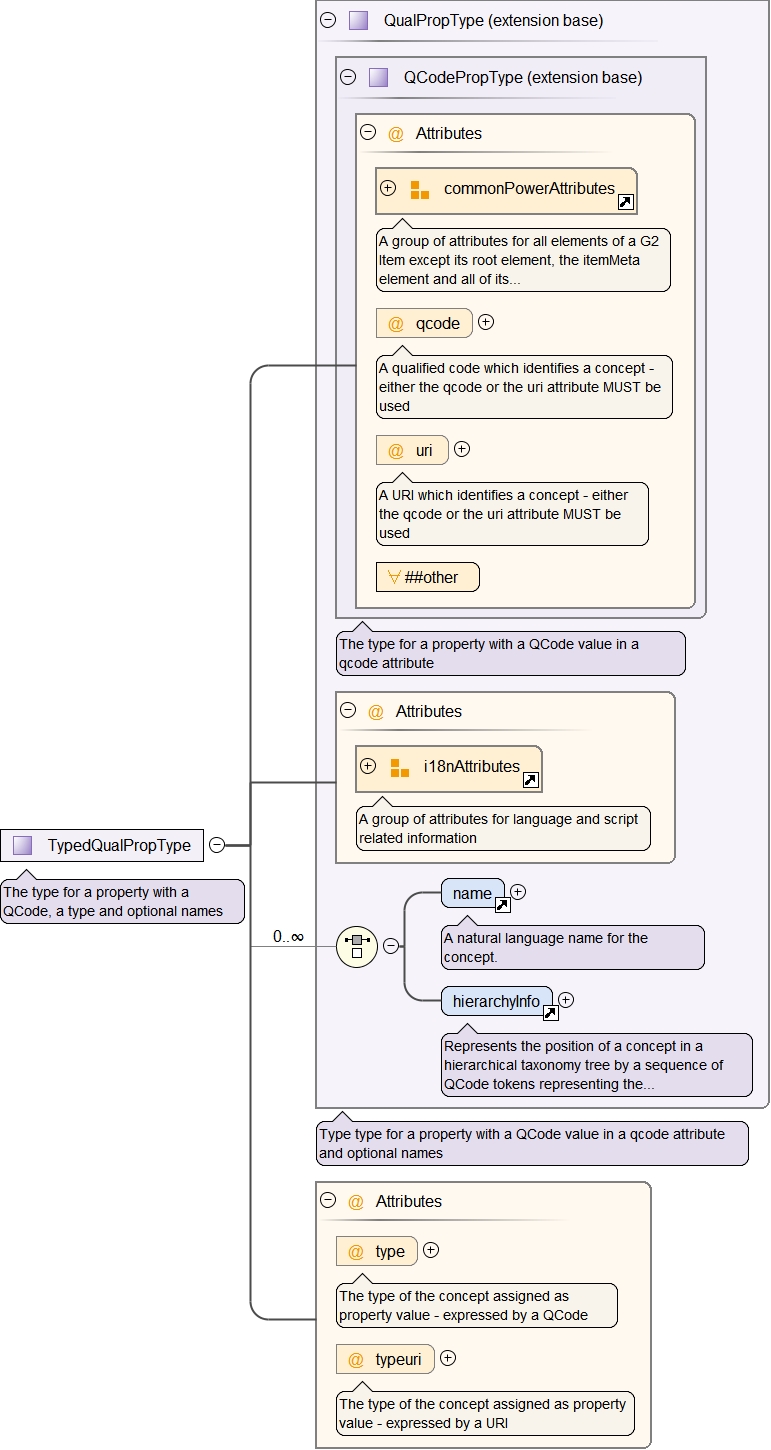 QualPropType (extension base)
QCodePropType (extension base)
@ Attributes
commonPowerAttributes
A group of attributes for all elements of a G2
Item except its root element, the itemMeta
element and all of its...
@ qcode
A qualified code which identifies a concept -
either the qcode or the uri attribute MUST be
used
@ uri
A URI which identifies a concept - either
the qcode or the uri attribute MUST be
used
##other
The type for a property with a QCode value in a
qcode attribute
@ Attributes
i18nAttributes
A group of attributes for language and script
related information
TypedQualPropType
The type for a property with a
QCode, a type and optional names
0..∞
name
A natural language name for the
concept.
hierarchyInfo
Represents the position of a concept in a
hierarchical taxonomy tree by a sequence of
QCode tokens representing the...
Type type for a property with a QCode value in a qcode attribute
and optional names
@ Attributes
@ type
The type of the concept assigned as
property value - expressed by a QCode
@ typeuri
The type of the concept assigned as property
value - expressed by a URI